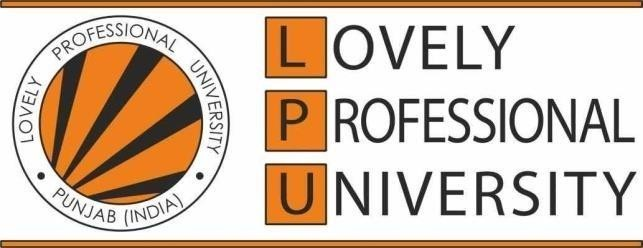 LOVELY PROFESSIONAL UNIVERSITY
• PUNJAB (INDIA) •
LOVELY
PROFESSIONAL
UNIVERSITY